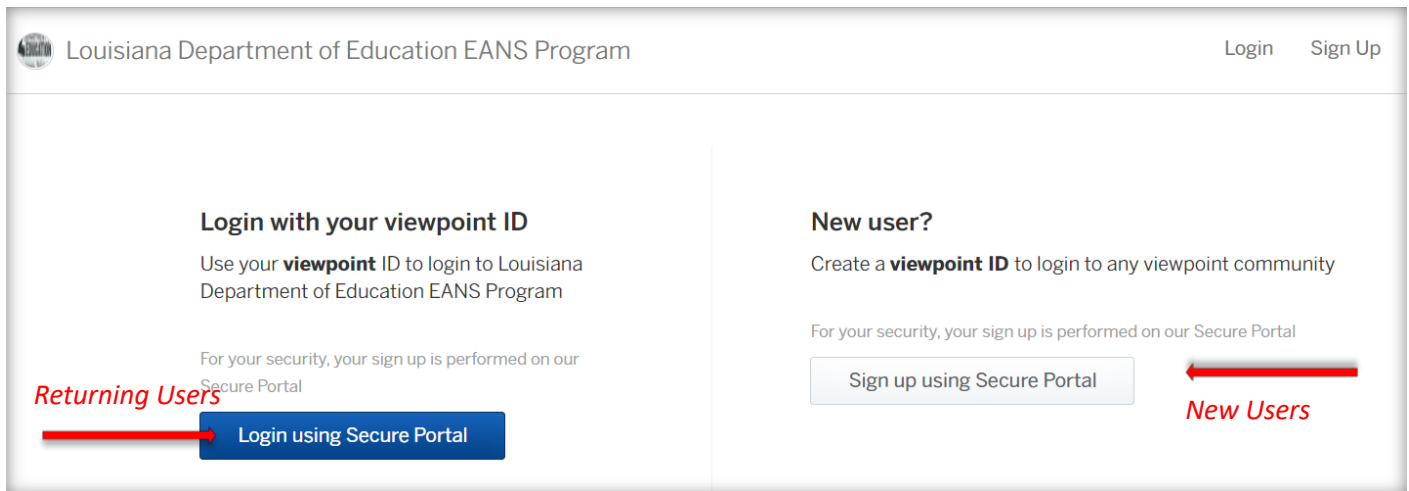 EDUCATION
Louisiana Department of Education EANS Program
Login
Sign Up
Login with your viewpoint ID
Use your viewpoint ID to login to Louisiana
Department of Education EANS Program
For your security, your sign up is performed on our
Secure Portal
Returning Users
Login using Secure Portal
New user?
Create a viewpoint ID to login to any viewpoint community
For your security, your sign up is performed on our Secure Portal
Sign up using Secure Portal
New Users